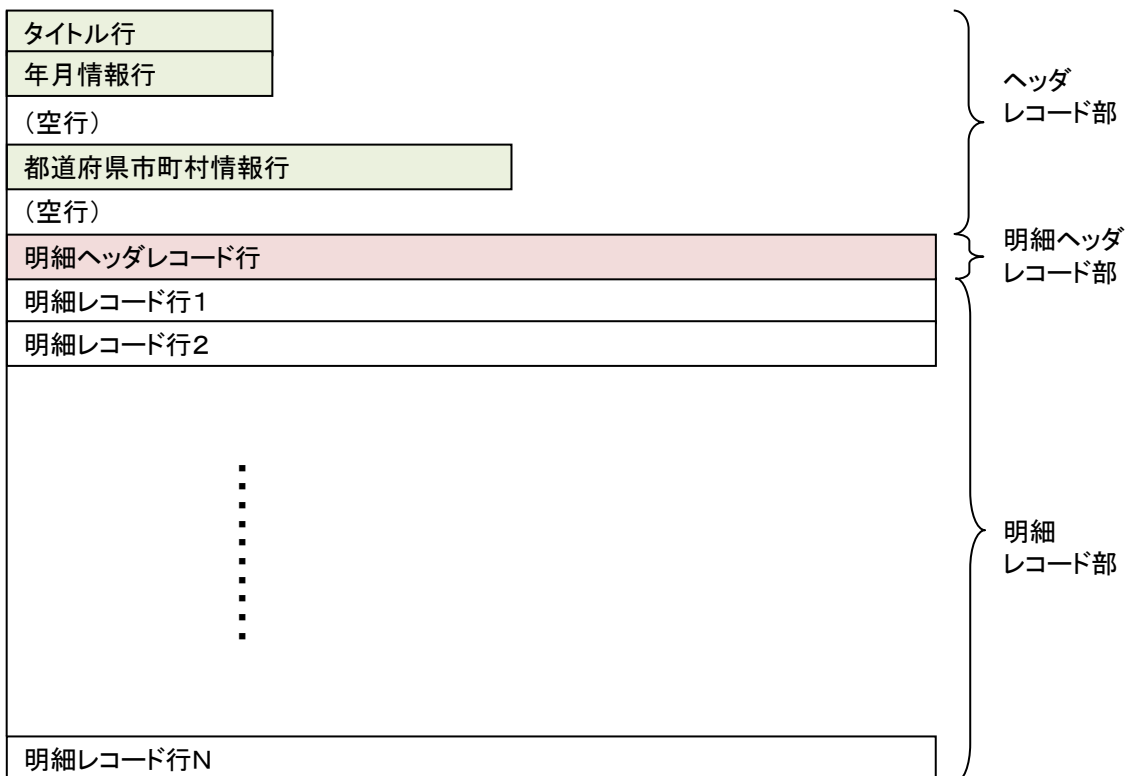 タイトル行
年月情報行
（空行）
都道府県市町村情報行
（空行）
明細ヘッダレコード行
明細レコード行１
明細レコード行２
明細レコード行Ｎ
ヘッダ
レコード部
明細ヘッダ
レコード部
明細
レコード部